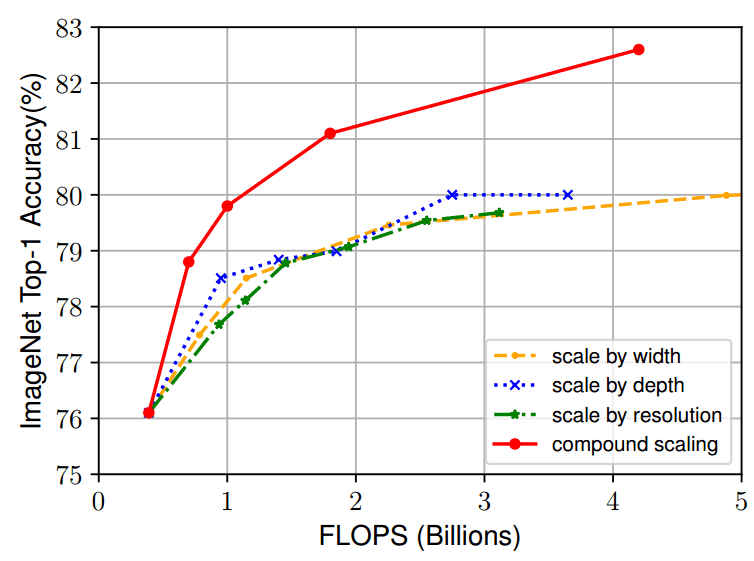 83
82
81
80
79
78
77
76
75
0 1 2 3 4 5
ImageNet Top-1 Accuracy(%)
FLOPS (Billions)
scale by width
scale by depth
scale by resolution
compound scaling